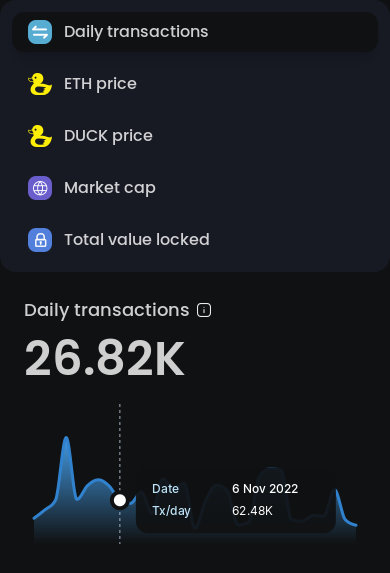 Daily transactions
ETH price
DUCK price
Market cap
Total value locked
Daily transactions
26.82K
Date 6 Nov 2022
Tx/day 62.48K